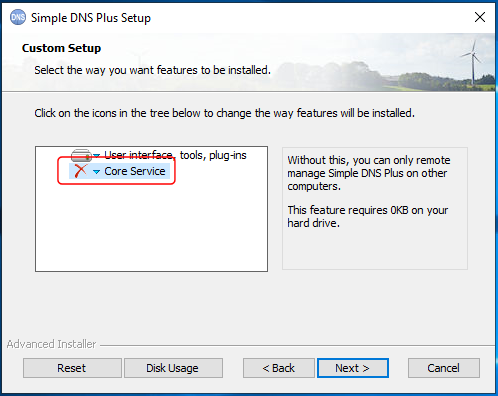 DNS Simple DNS Plus Setup
Custom Setup
Select the way you want features to be installed.
Click on the icons in the tree below to change the way features will be installed.
User interface, tools, plug-ins
Core Service
Without this, you can only remote
manage Simple DNS Plus on other
computers.
This feature requires 0KB on your
hard drive.
Advanced Installer
Reset
Disk Usage
< Back
Next >
Cancel